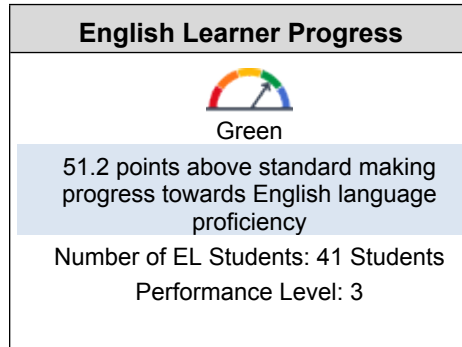 English Learner Progress
Green
51.2 points above standard making
progress towards English language
proficiency
Number of EL Students: 41 Students
Performance Level: 3